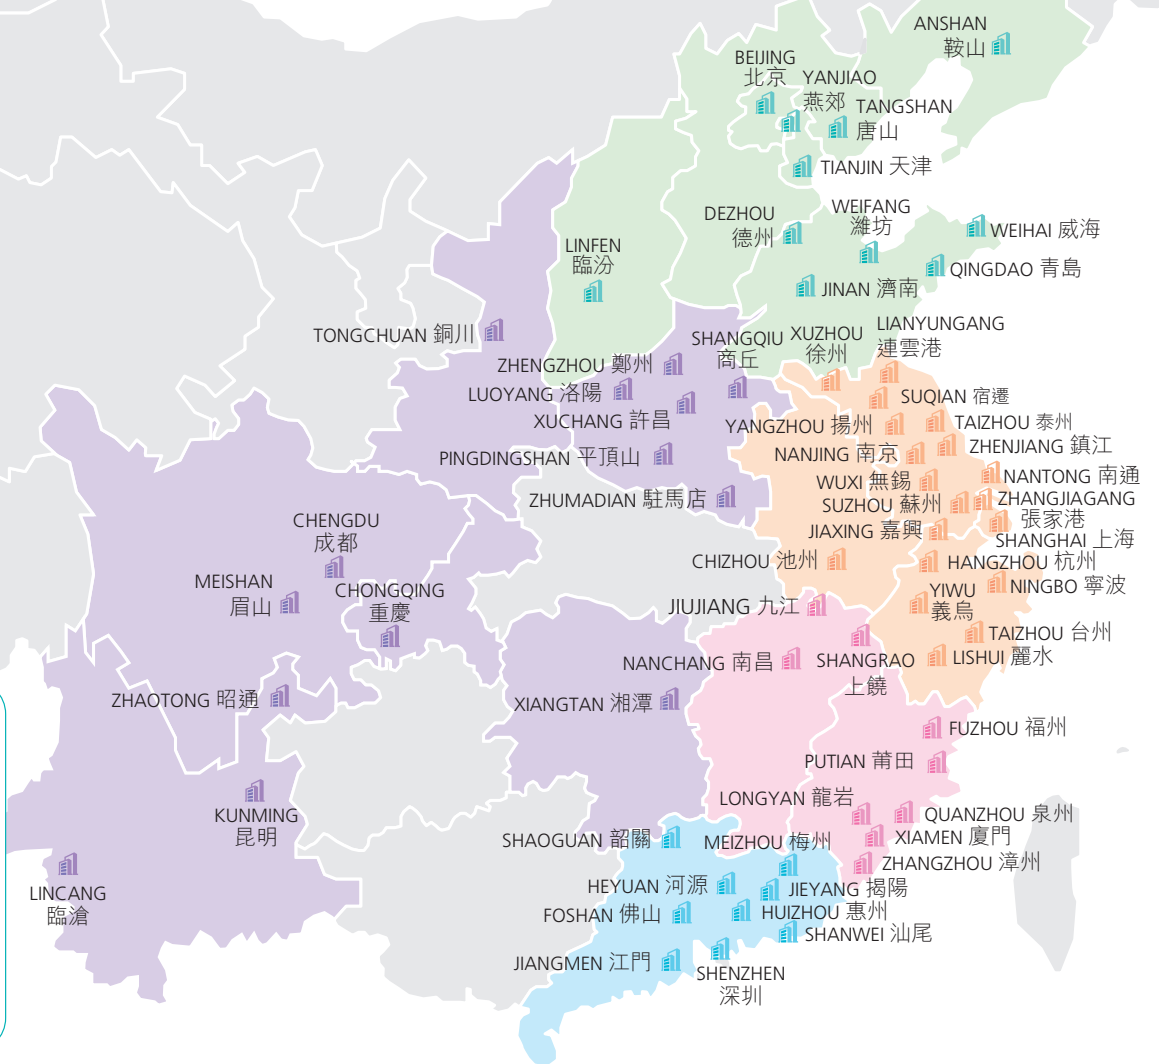 ANSHAN
鞍山
BEIJING
北京
YANJIAO
燕郊
TANGSHAN
唐山
TIANJIN 天津
DEZHOU
德州
WEIFANG
濰坊
WEIHAI 威海
QINGDAO 青島
JINAN 濟南
LINFEN
臨汾
TONGCHUAN 銅川
ZHENGZHOU 鄭州
LUOYANG 洛陽
XUCHANG 許昌
SHANGQIU
商丘
PINGDINGSHAN 平頂山
ZHUMADIAN 駐馬店
XUZHOU
徐州
LIANYUNGANG
連雲港
SUQIAN 宿遷
YANGZHOU 揚州
TAIZHOU 泰州
ZHENJIANG 鎮江
NANJING 南京
NANTONG 南通
WUXI 無錫
ZHANGJIAGANG
張家港
SUZHOU 蘇州
SHANGHAI 上海
JIAXING 嘉興
CHIZHOU 池州
HANGZHOU 杭州
NINGBO 寧波
YIWU
義烏
TAIZHOU 台州
LISHUI 麗水
CHENGDU
成都
MEISHAN
眉山
CHONGQING
重慶
ZHAOTONG 昭通
KUNMING
昆明
LINCANG
臨滄
XIANGTAN 湘潭
JIUJIANG 九江
NANCHANG 南昌
SHANGRAO
上饒
FUZHOU 福州
PUTIAN 莆田
LONGYAN 龍岩
QUANZHOU 泉州
XIAMEN 廈門
ZHANGZHOU 漳州
SHAOGUAN 韶關
MEIZHOU 梅州
HEYUAN 河源
JIEYANG 揭陽
FOSHAN 佛山
HUIZHOU 惠州
SHANWEI 汕尾
JIANGMEN 江門
SHENZHEN
深圳